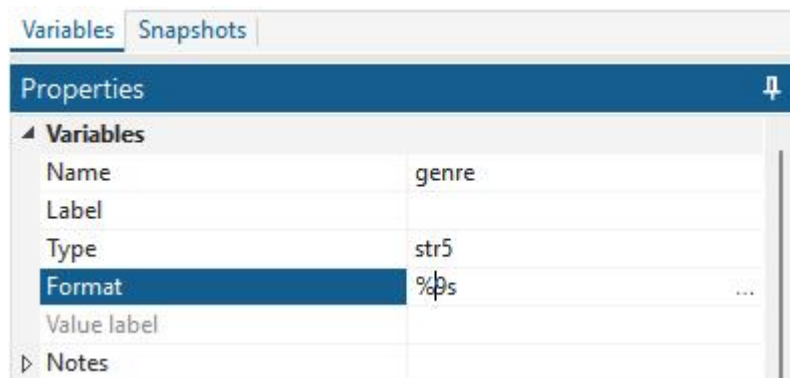 Variables Snapshots
Properties
Variables
Name genre
Label
Type str5
Format %9s ...
Value label
Notes